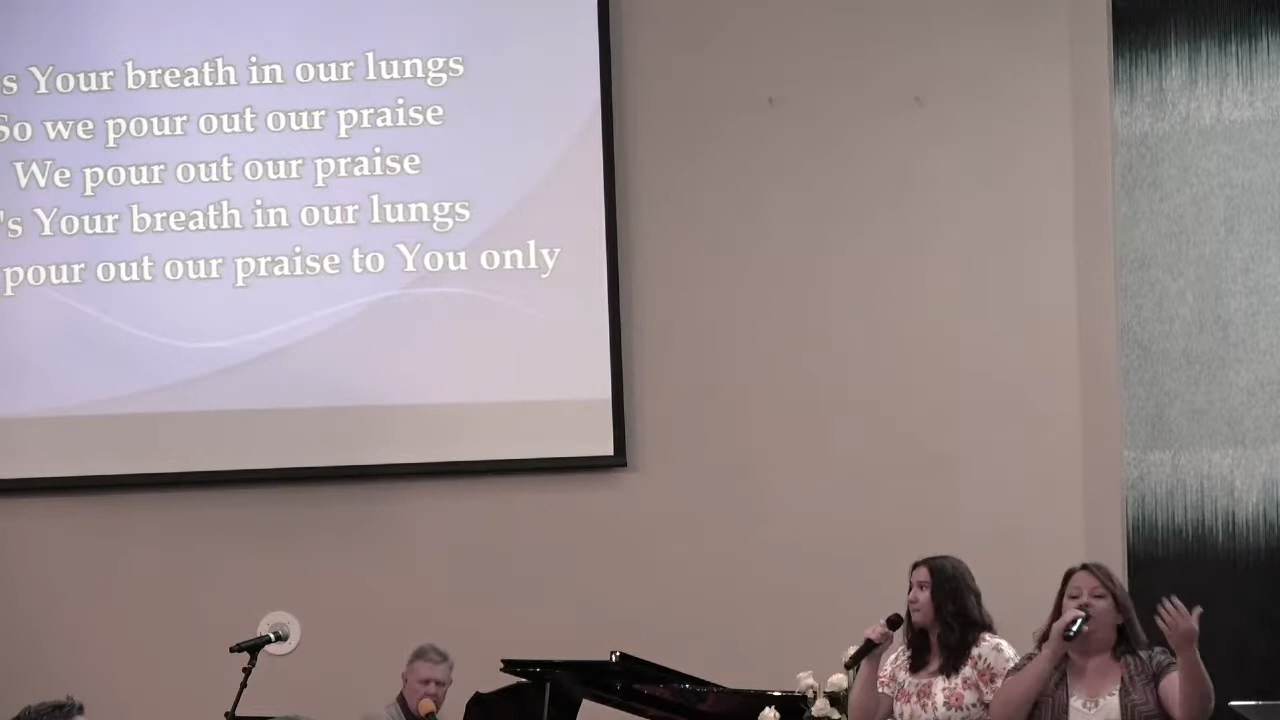 s Your breath in our lungs
So we pour out our praise
We pour out our praise
's Your breath in our lungs
pour out our praise to You only